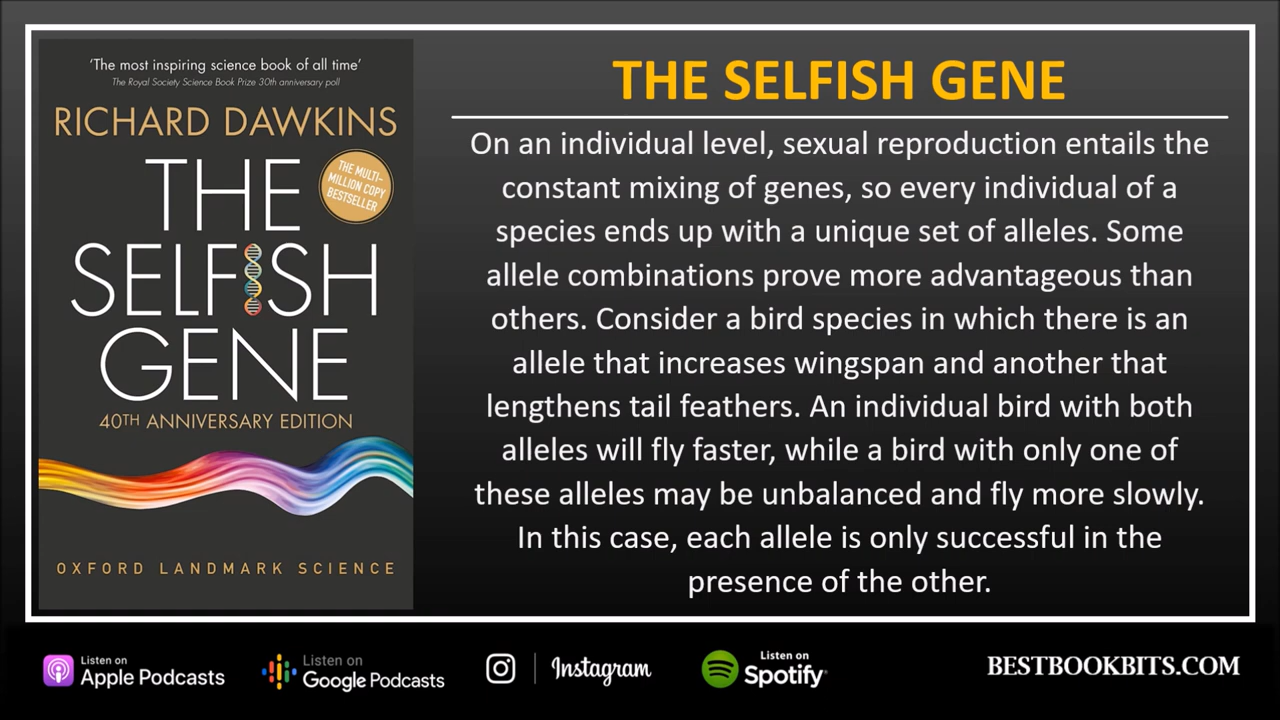 'The most inspiring science book of all time'
The Royal Society Science Book Prize 30th anniversary poll
RICHARD DAWKINS
THE
THE MULTI-
MILLION COPY
BESTSELLER
SELFISH
GENE
40TH ANNIVERSARY EDITION
OXFORD LANDMARK SCIENCE
THE SELFISH GENE
On an individual level, sexual reproduction entails the
constant mixing of genes, so every individual of a
species ends up with a unique set of alleles. Some
allele combinations prove more advantageous than
others. Consider a bird species in which there is an
allele that increases wingspan and another that
lengthens tail feathers. An individual bird with both
alleles will fly faster, while a bird with only one of
these alleles may be unbalanced and fly more slowly.
In this case, each allele is only successful in the
presence of the other.
Listen on
Apple Podcasts
Listen on
Google Podcasts
Instagram
Listen on
Spotify
BESTBOOKBITS.COM